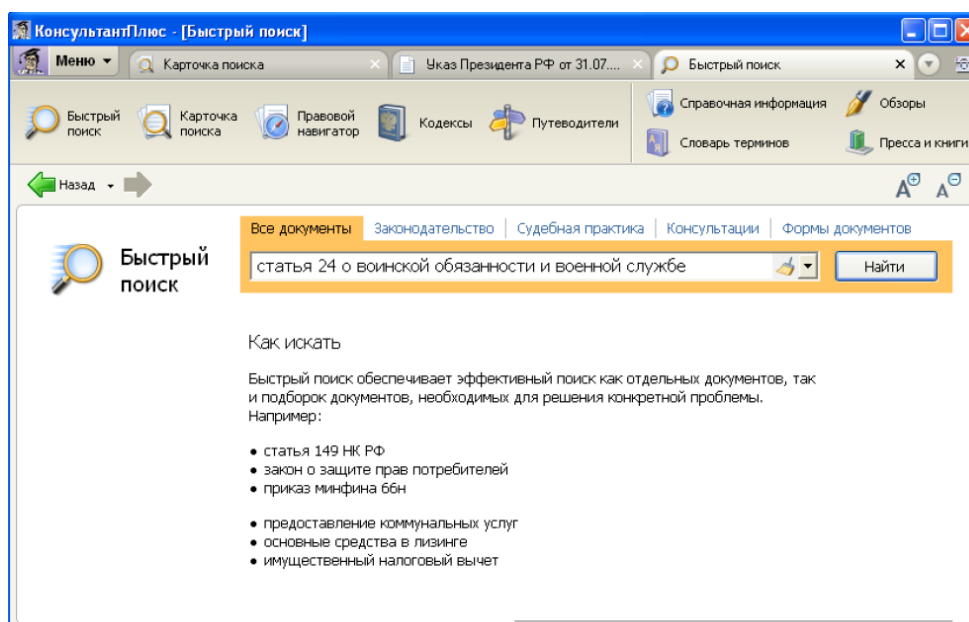 КонсультантПлюс - [Быстрый поиск]
Меню
Карточка поиска
Указ Президента РФ от 31.07....
Быстрый поиск
Быстрый поиск
Карточка поиска
Правовой навигатор
Кодексы
Путеводители
Справочная информация
Обзоры
Словарь терминов
Пресса и книги
Назад
Все документы
Законодательство
Судебная практика
Консультации
Формы документов
Быстрый
поиск
статья 24 о воинской обязанности и военной службе
Найти
Как искать
Быстрый поиск обеспечивает эффективный поиск как отдельных документов, так
и подборок документов, необходимых для решения конкретной проблемы.
Например:
• статья 149 НК РФ
• закон о защите прав потребителей
• приказ минфина 66н
• предоставление коммунальных услуг
• основные средства в лизинге
• имущественный налоговый вычет